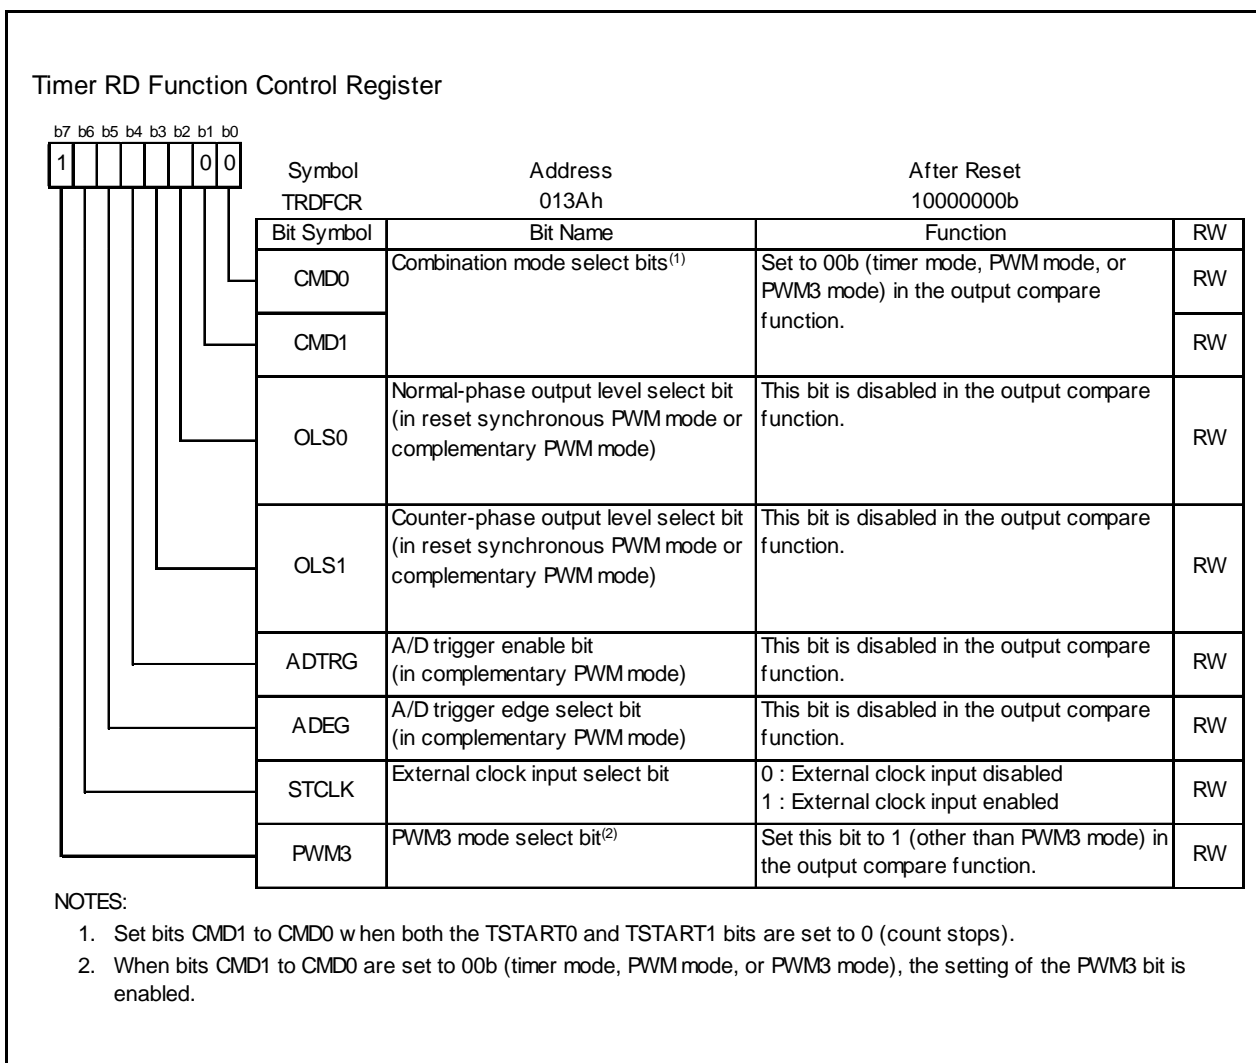 Timer RD Function Control Register
b7 b6 b5 b4 b3 b2 b1 b0
1 0 0
Symbol Address After Reset
TRDFCR 013Ah 10000000b
Bit Symbol Bit Name Function RW
CMD0 Combination mode select bits(1) Set to 00b (timer mode, PWM mode, or RW
PWM3 mode) in the output compare
function.
CMD1 RW
Normal-phase output level select bit This bit is disabled in the output compare
(in reset synchronous PWM mode or function.
OLS0 complementary PWM mode) RW
Counter-phase output level select bit This bit is disabled in the output compare
(in reset synchronous PWM mode or function.
OLS1 complementary PWM mode) RW
ADTRG A/D trigger enable bit This bit is disabled in the output compare RW
(in complementary PWM mode) function.
ADEG A/D trigger edge select bit This bit is disabled in the output compare RW
(in complementary PWM mode) function.
STCLK External clock input select bit 0 : External clock input disabled RW
1 : External clock input enabled
PWM3 PWM3 mode select bit(2) Set this bit to 1 (other than PWM3 mode) in RW
the output compare function.
NOTES:
1. Set bits CMD1 to CMD0 when both the TSTART0 and TSTART1 bits are set to 0 (count stops).
2. When bits CMD1 to CMD0 are set to 00b (timer mode, PWM mode, or PWM3 mode), the setting of the PWM3 bit is
enabled.